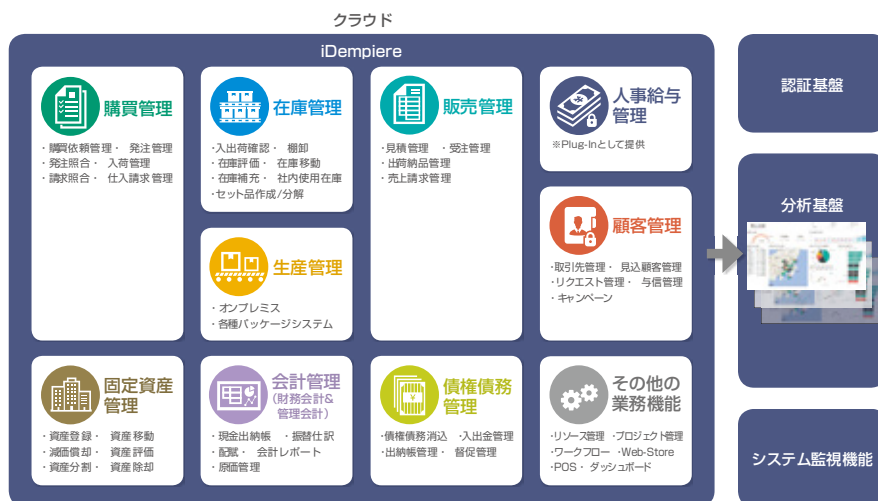 クラウド
iDempiere
購買管理
・購買依頼管理・ 発注管理
・発注照合・ 入荷管理
・請求照合・ 仕入請求管理
在庫管理
・入出荷確認・ 棚卸
・在庫評価・ 在庫移動
・在庫補充・ 社内使用在庫
・セット品作成/分解
販売管理
・見積管理 ・受注管理
・出荷納品管理
・売上請求管理
人事給与
管理
※Plug-Inとして提供
生産管理
・オンプレミス
・各種パッケージシステム
顧客管理
・取引先管理・ 見込顧客管理
・リクエスト管理・ 与信管理
・キャンペーン
固定資産
管理
・資産登録・ 資産移動
・減価償却・ 資産評価
・資産分割・ 資産除却
会計管理
(財務会計&
管理会計)
・現金出納帳 ・振替仕訳
・配賦・ 会計レポート
・原価管理
債権債務
管理
・債権債務消込 ・入出金管理
・出納帳管理・ 督促管理
その他の
業務機能
・リソース管理 ・プロジェクト管理
・ワークフロー ・Web-Store
・POS・ ダッシュボード
認証基盤
分析基盤
システム監視機能